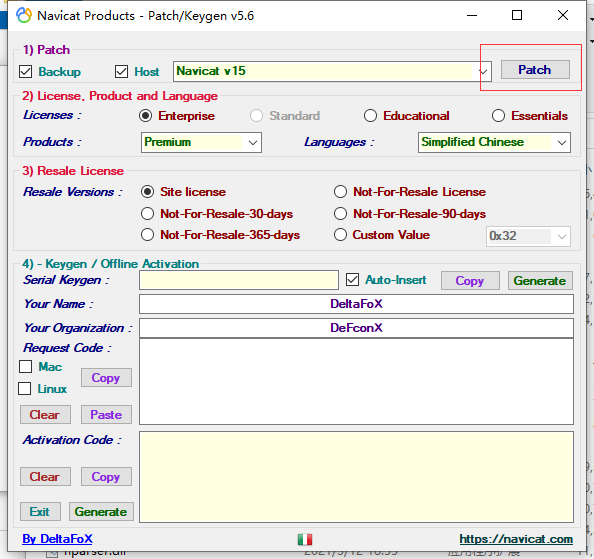 Navicat Products - Patch/Keygen v5.6
1) Patch
Backup Host Navicat v15 Patch
2) License, Product and Language
Licenses : Enterprise Standard Educational Essentials
Products : Premium Languages : Simplified Chinese
3) Resale License
Resale Versions : Site license Not-For-Resale License
Not-For-Resale-30-days Not-For-Resale-90-days
Not-For-Resale-365-days Custom Value 0x32
4) - Keygen / Offline Activation
Serial Keygen : Auto-Insert Copy Generate
Your Name : DeltaFoX
Your Organization : DeFconX
Request Code :
Mac
Linux
Copy
Clear Paste
Activation Code :
Clear Copy
Exit Generate
By DeltaFoX https://navicat.com